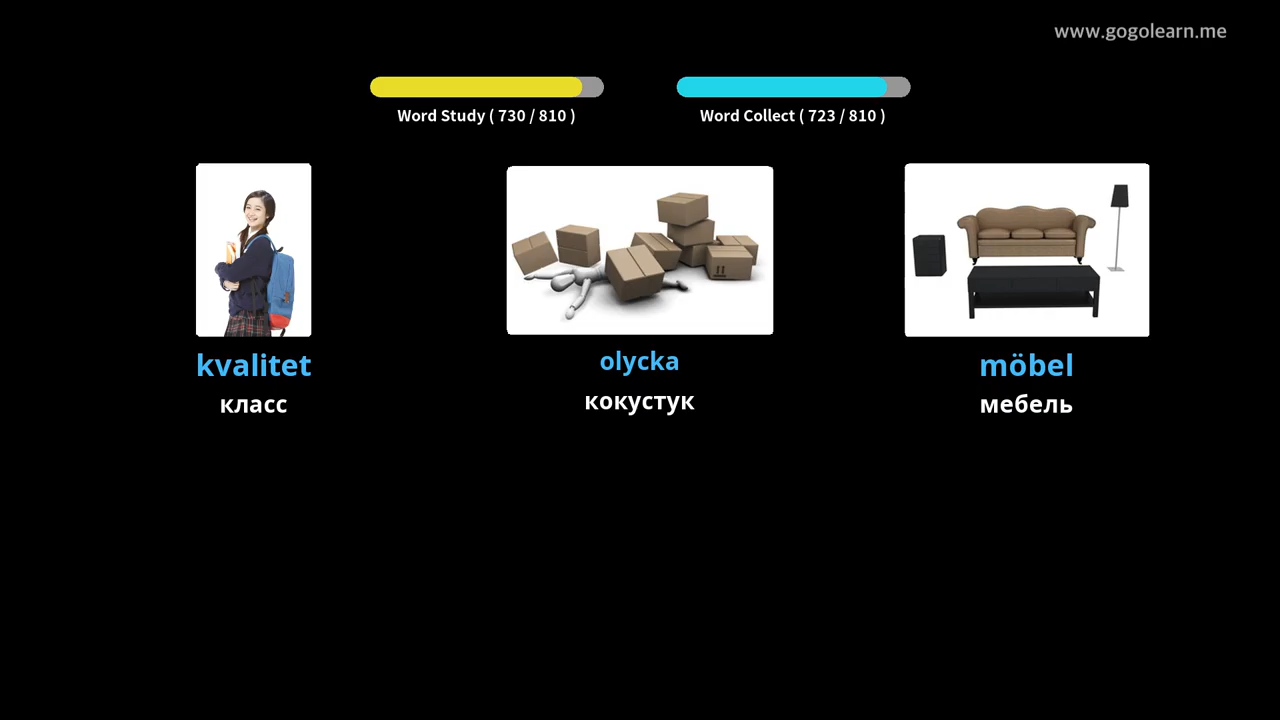 www.gogolearn.me
Word Study ( 730 / 810 )
Word Collect ( 723 / 810 )
kvalitet
класс
olycka
кокустук
möbel
мебель